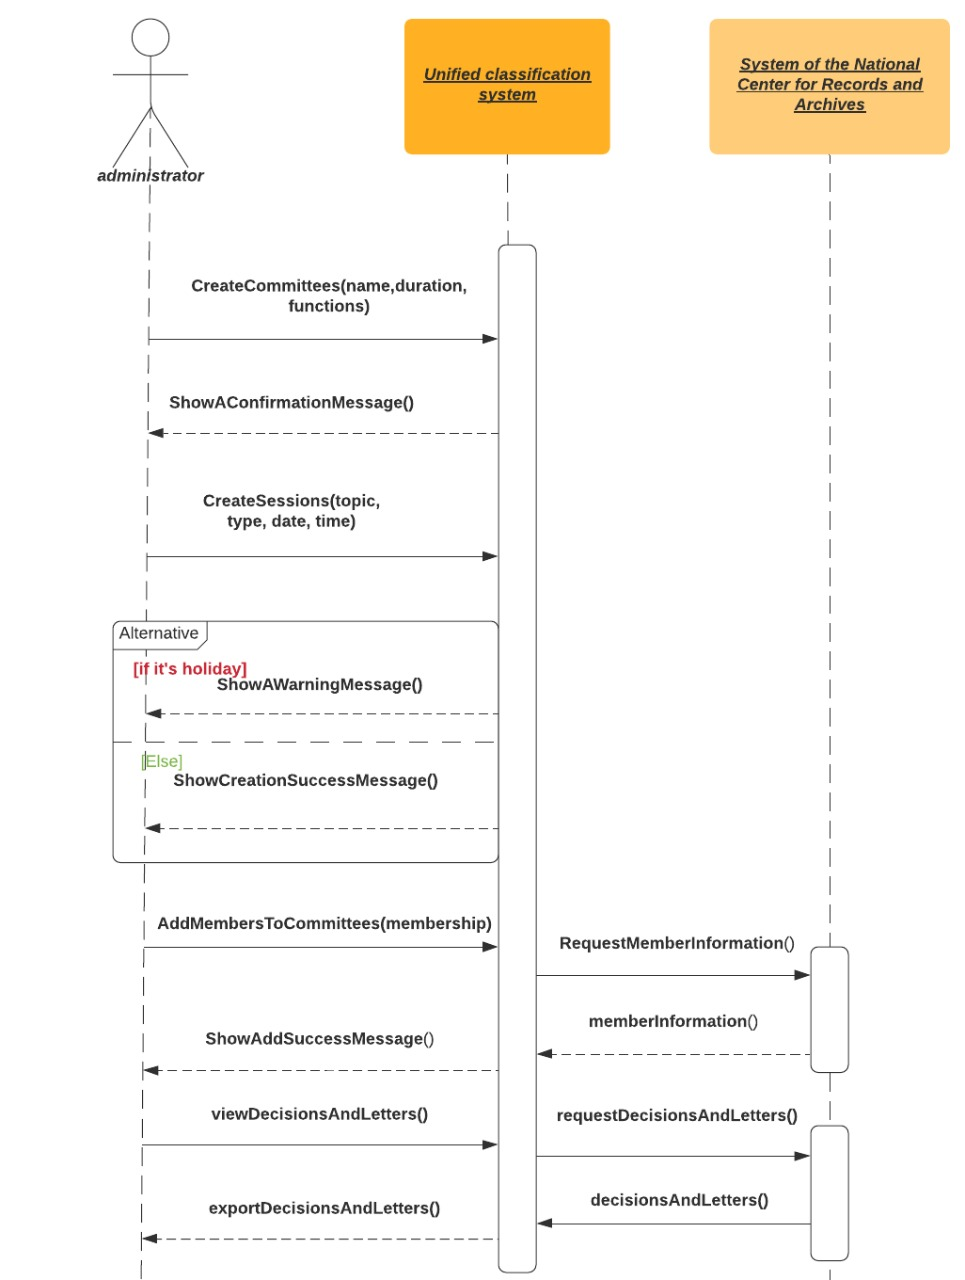 Unified classification
system
System of the National
Center for Records and
Archives
administrator
CreateCommittees(name,duration,
functions)
ShowAConfirmationMessage()
CreateSessions(topic,
type, date, time)
Alternative
[if it's holiday]
ShowAWarningMessage()
[Else]
ShowCreationSuccessMessage()
AddMembersToCommittees(membership)
RequestMemberInformation()
memberInformation()
ShowAddSuccessMessage()
viewDecisionsAndLetters()
requestDecisionsAndLetters()
decisionsAndLetters()
exportDecisionsAndLetters()